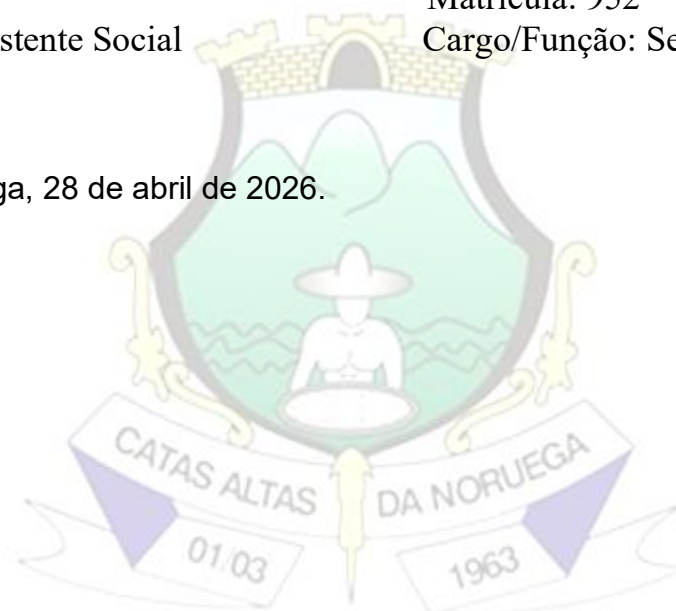 Matrícula: 952
stente Social Cargo/Função: Se
ga, 28 de abril de 2026.
CATAS ALTAS DA NORUEGA
01/03 1963